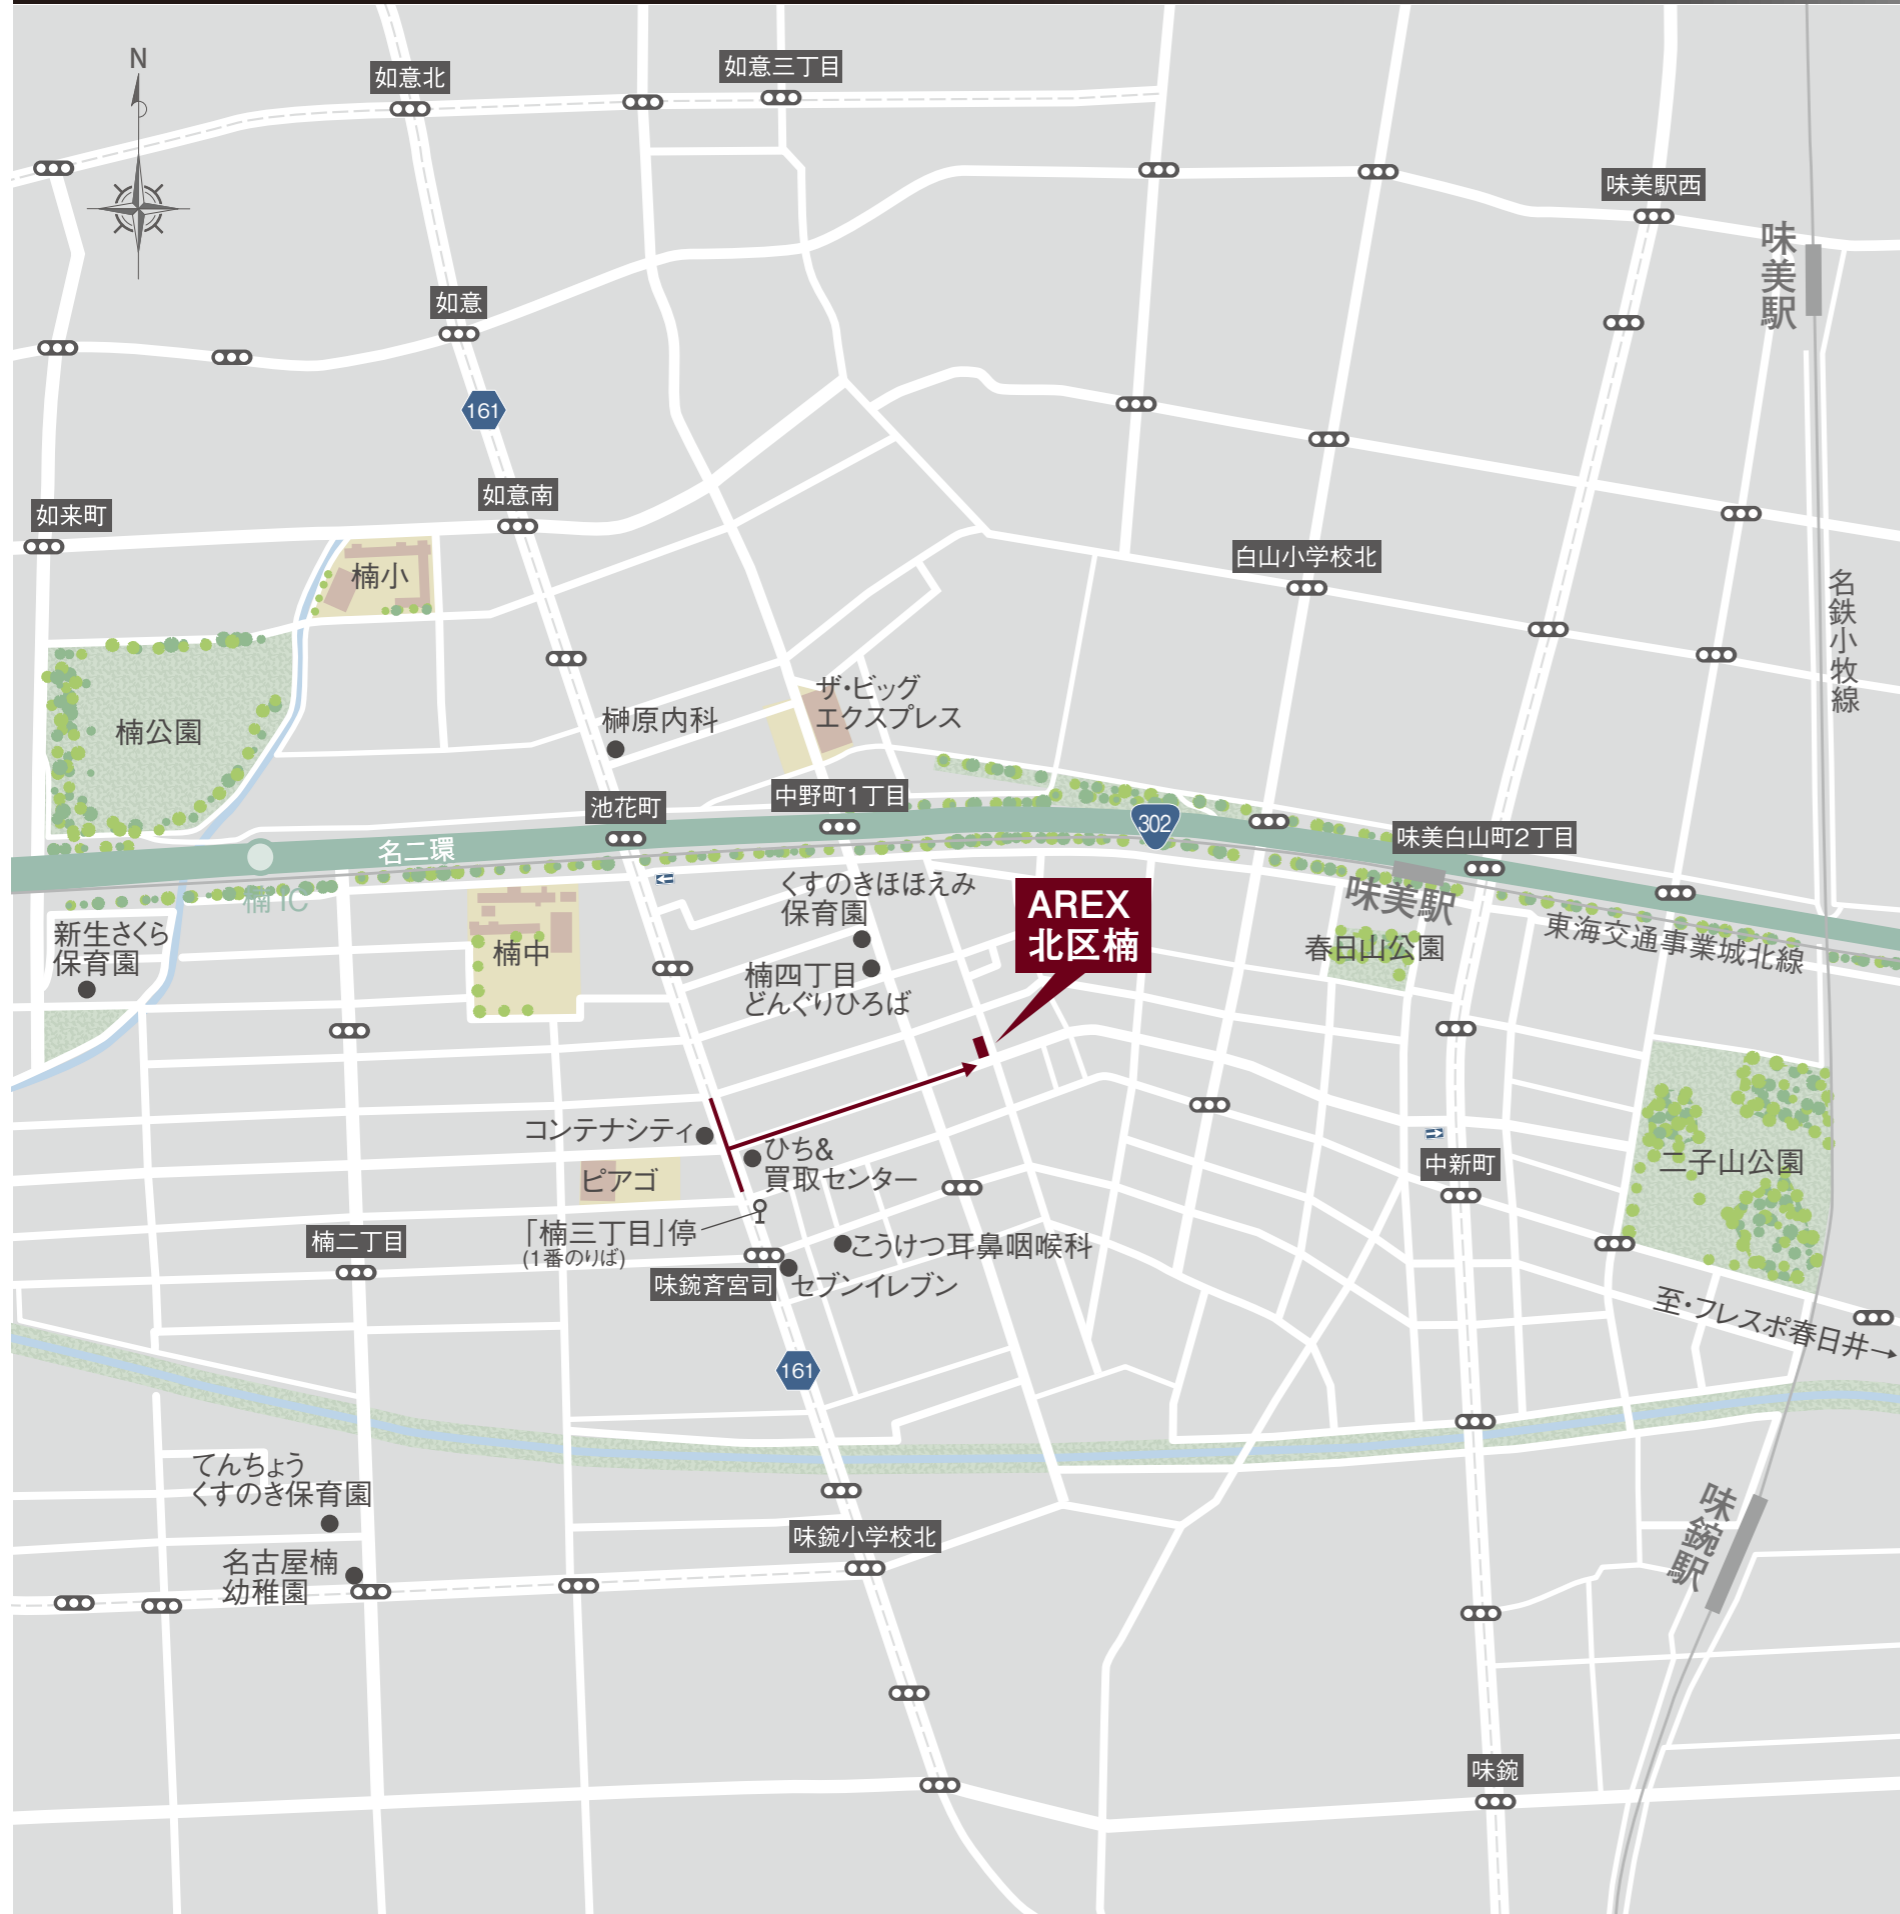 N
如意北
如意三丁目
味美駅西
味美駅
如意
161
如意南
如来町
白山小学校北
楠小
名鉄小牧線
ザ・ビッグ
エクスプレス
榊原内科
楠公園
中野町1丁目
池花町
302
味美白山町2丁目
名二環
くすのきほほえみ
保育園
AREX
北区楠
味美駅
楠IC
新生さくら
保育園
楠中
春日山公園
東海交通事業城北線
楠四丁目
どんぐりひろば
コンテナシティ
ひち&
買取センター
ピアゴ
中新町
二子山公園
「楠三丁目」停
(1番のりば)
楠二丁目
こうけつ耳鼻咽喉科
味鋺斉宮司
セブンイレブン
至・フレスポ春日井→
161
てんちょう
くすのき保育園
味鋺駅
味鋺小学校北
名古屋楠
幼稚園
味鋺